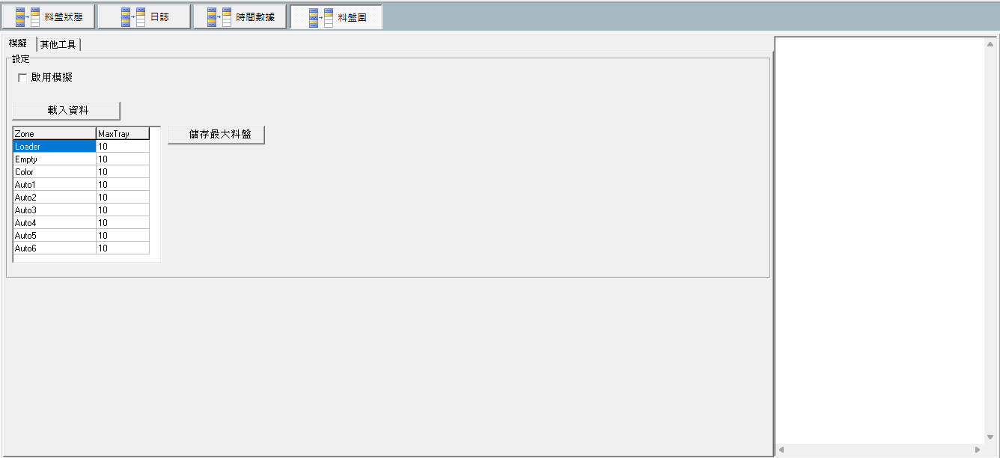 料盤狀態 日誌 時間數據 料盤圖
模擬 其他工具
設定
啟用模擬
載入資料
儲存最大料盤
Zone MaxTray
Loader 10
Empty 10
Color 10
Auto1 10
Auto2 10
Auto3 10
Auto4 10
Auto5 10
Auto6 10